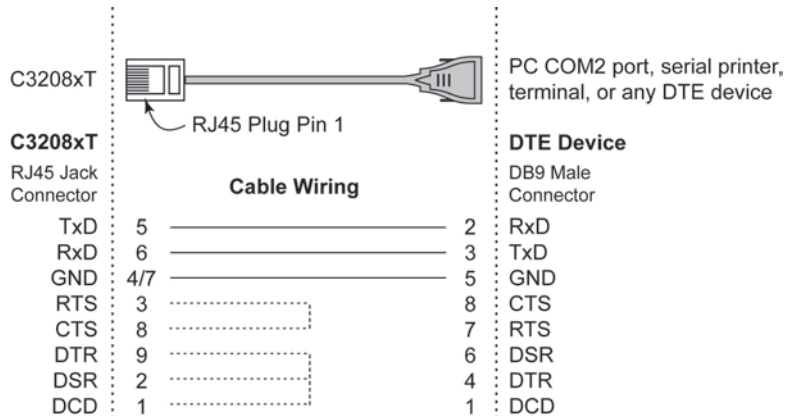 C3208xT
PC COM2 port, serial printer,
terminal, or any DTE device
RJ45 Plug Pin 1
C3208xT
DTE Device
RJ45 Jack
Connector
Cable Wiring
DB9 Male
Connector
TxD 5 2 RxD
RxD 6 3 TxD
GND 4/7 5 GND
RTS 3 8 CTS
CTS 8 7 RTS
DTR 9 6 DSR
DSR 2 4 DTR
DCD 1 1 DCD